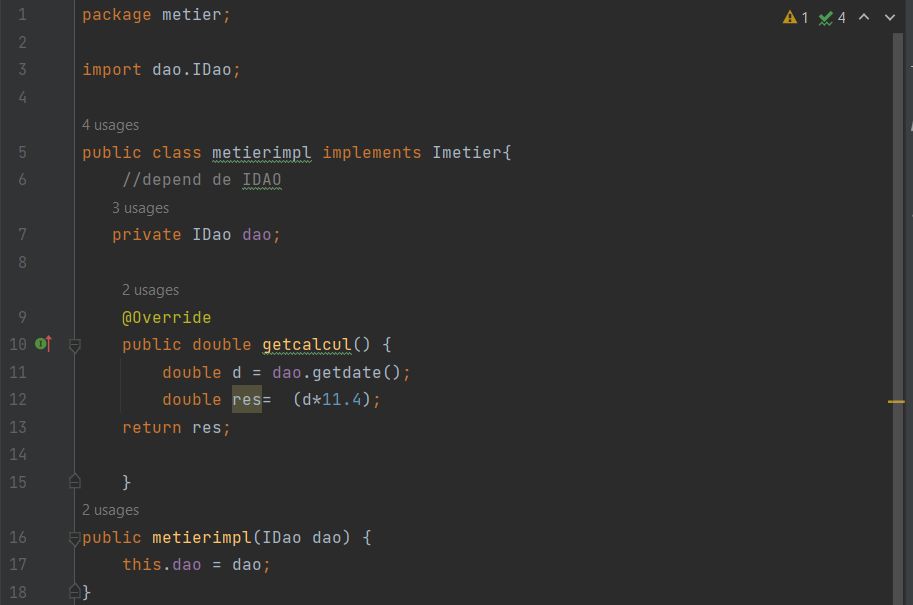 1 package metier; 1 4
2
3 import dao.IDao;
4
4 usages
5 public class metierimpl implements Imetier{
6 //depend de IDAO
3 usages
7 private IDao dao;
8
2 usages
9 @Override
10 public double getcalcul() {
11 double d = dao.getdate();
12 double res=  (d*11.4);
13 return res;
14
15 }
2 usages
16 public metierimpl(IDao dao) {
17 this.dao = dao;
18 }